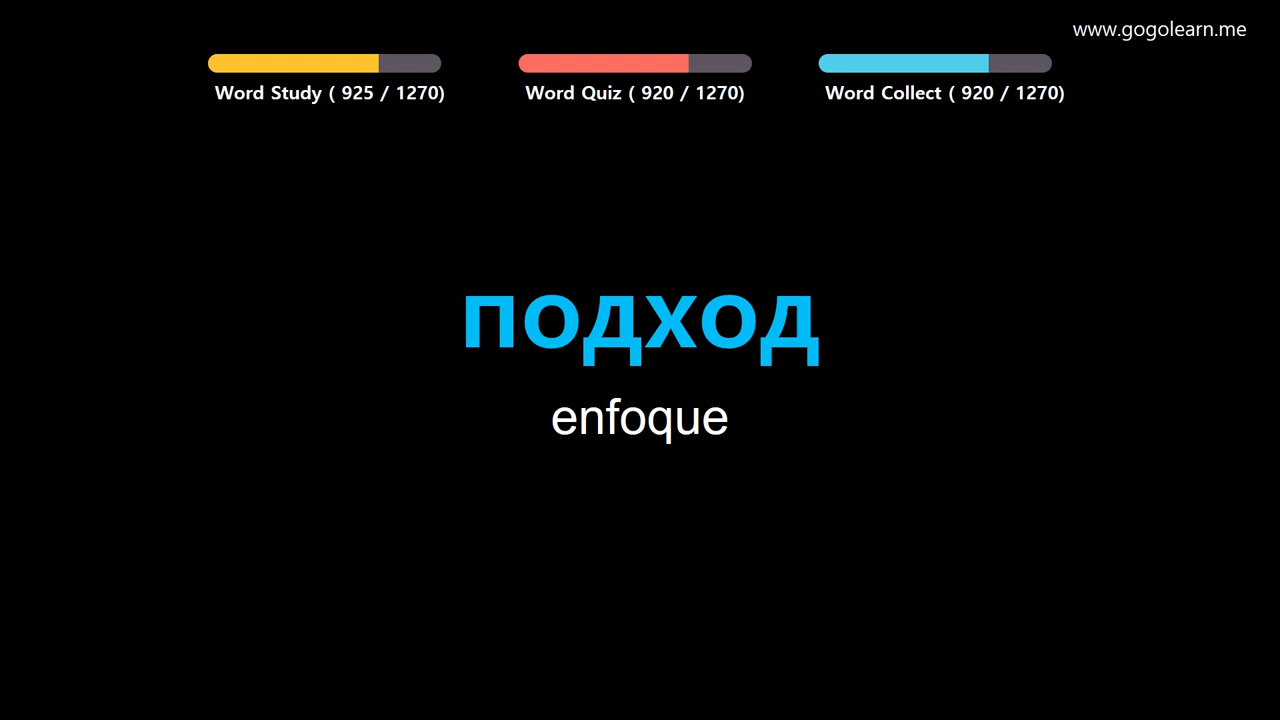 www.gogolearn.me
Word Study ( 925 / 1270)
Word Quiz ( 920 / 1270)
Word Collect ( 920 / 1270)
подход
enfoque